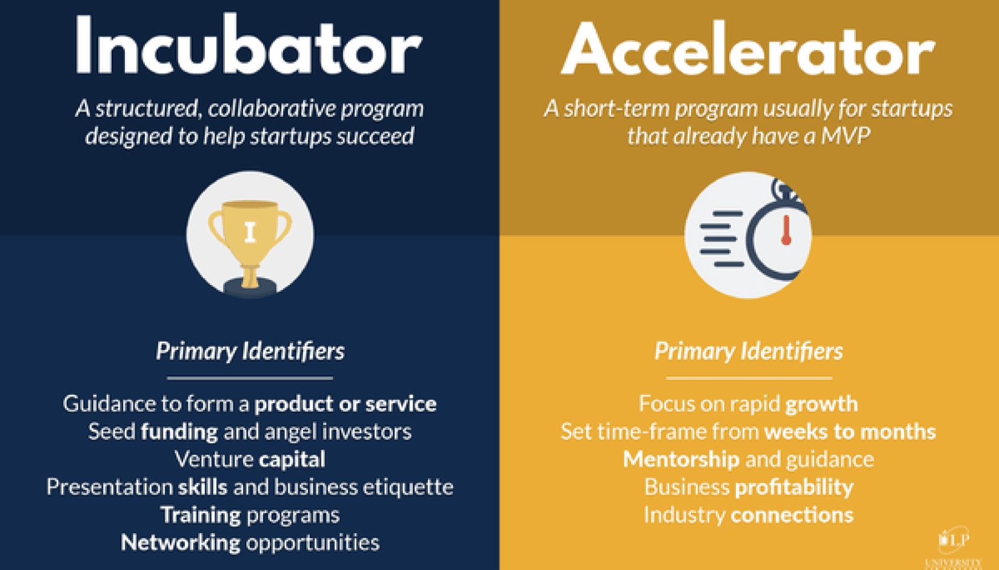 Incubator
A structured, collaborative program
designed to help startups succeed
I
Primary Identifiers
Guidance to form a product or service
Seed funding and angel investors
Venture capital
Presentation skills and business etiquette
Training programs
Networking opportunities
Accelerator
A short-term program usually for startups
that already have a MVP
Primary Identifiers
Focus on rapid growth
Set time-frame from weeks to months
Mentorship and guidance
Business profitability
Industry connections
ULP
UNIVERSITY